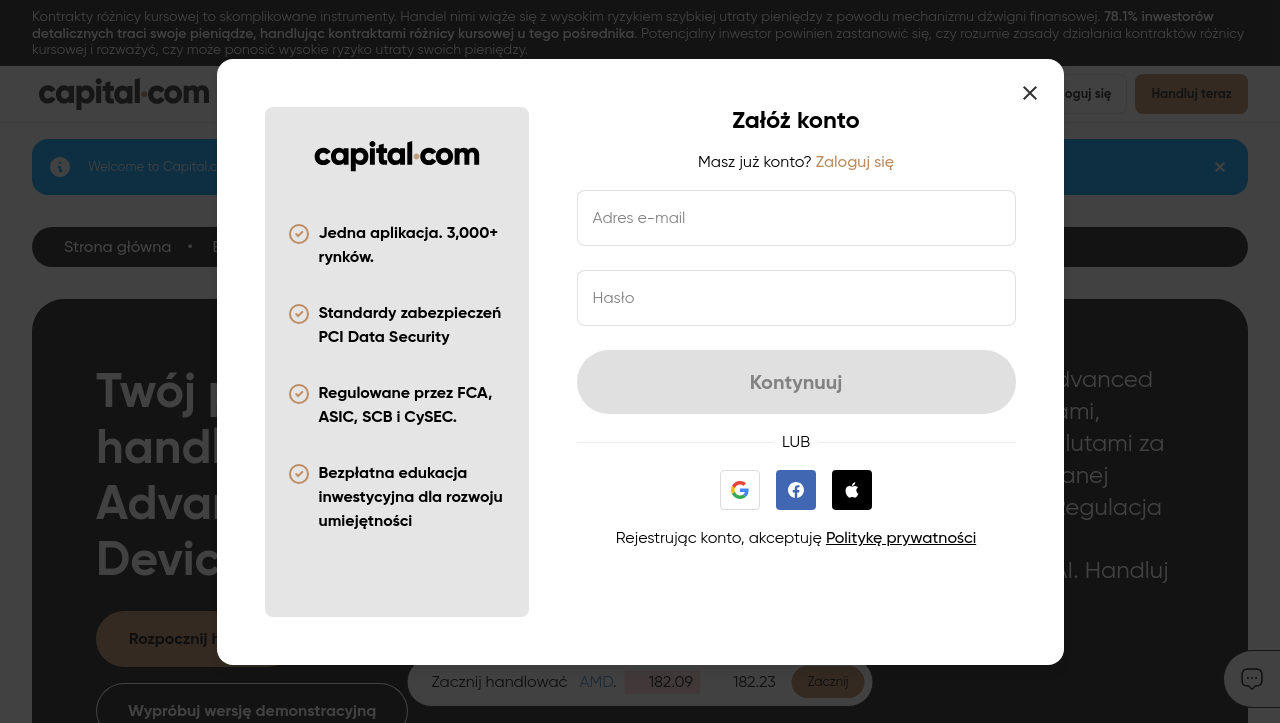 Kontrakty różnicy kursowej to skomplikowane instrumenty. Handel nimi wiąże się z wysokim ryzykiem szybkiej utraty pieniędzy z powodu mechanizmu dźwigni finansowej. 78.1% inwestorów
detalicznych traci swoje pieniądze, handlując kontraktami różnicy kursowej u tego pośrednika. Potencjalny inwestor powinien zastanowić się, czy rozumie zasady działania kontraktów różnicy
kursowej i rozważyć, czy może ponosić wysokie ryzyko utraty swoich pieniędzy.
capital.com
oguj się
Handluj teraz
Welcome to Capital.c
Strona główna •
Twój
handl
Advan
Devic
dvanced
ami,
lutami za
anej
Regulacja
AI. Handluj
Rozpocznij
Wypróbuj wersję demonstracyjną
Zacznij handlować AMD. 182.09 182.23 Zacznij
capital.com
Jedna aplikacja. 3,000+
rynków.
Standardy zabezpieczeń
PCI Data Security
Regulowane przez FCA,
ASIC, SCB i CySEC.
Bezpłatna edukacja
inwestycyjna dla rozwoju
umiejętności
Załóż konto
Masz już konto? Zaloguj się
Adres e-mail
Hasło
Kontynuuj
LUB
Rejestrując konto, akceptuję Politykę prywatności